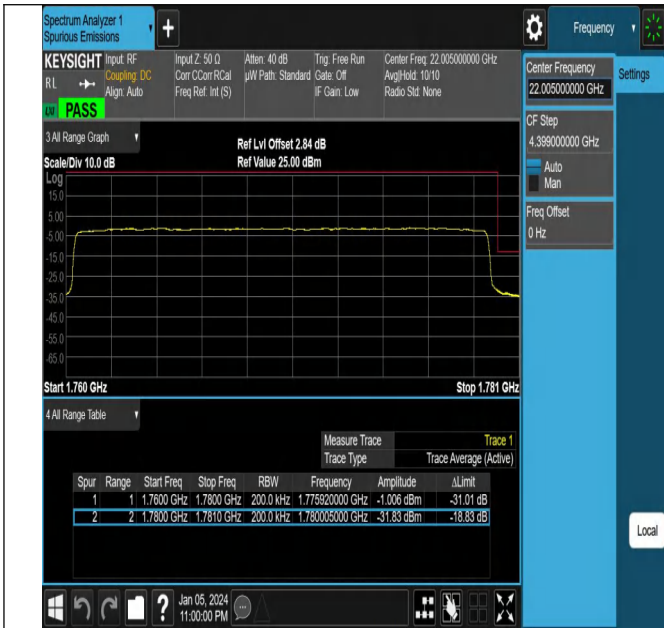 Spectrum Analyzer 1
Spurious Emissions
Frequency
KEYSIGHT Input: RF Input Z: 50 Ω Atten: 40 dB Trig: Free Run Center Freq: 22.005000000 GHz
RL Coupling: DC Corr CCorr RCal µW Path: Standard Gate: Off Avg|Hold: 10/10
Align: Auto Freq Ref: Int (S) IF Gain: Low Radio Std: None
PASS
Center Frequency
22.005000000 GHz
Settings
CF Step
4.399000000 GHz
Auto
Man
Freq Offset
0 Hz
3 All Range Graph
Ref Lvl Offset 2.84 dB
Scale/Div 10.0 dB Ref Value 25.00 dBm
Log
15.0
5.00
-5.00
-15.0
-25.0
-35.0
-45.0
-55.0
-65.0
Start 1.760 GHz Stop 1.781 GHz
4 All Range Table
Measure Trace Trace 1
Trace Type Trace Average (Active)
Spur Range Start Freq Stop Freq RBW Frequency Amplitude ΔLimit
1 1 1.7600 GHz 1.7800 GHz 200.0 kHz 1.775920000 GHz -1.006 dBm -31.01 dB
2 2 1.7800 GHz 1.7810 GHz 200.0 kHz 1.780005000 GHz -31.83 dBm -18.83 dB
Local
? Jan 05, 2024
11:00:00 PM